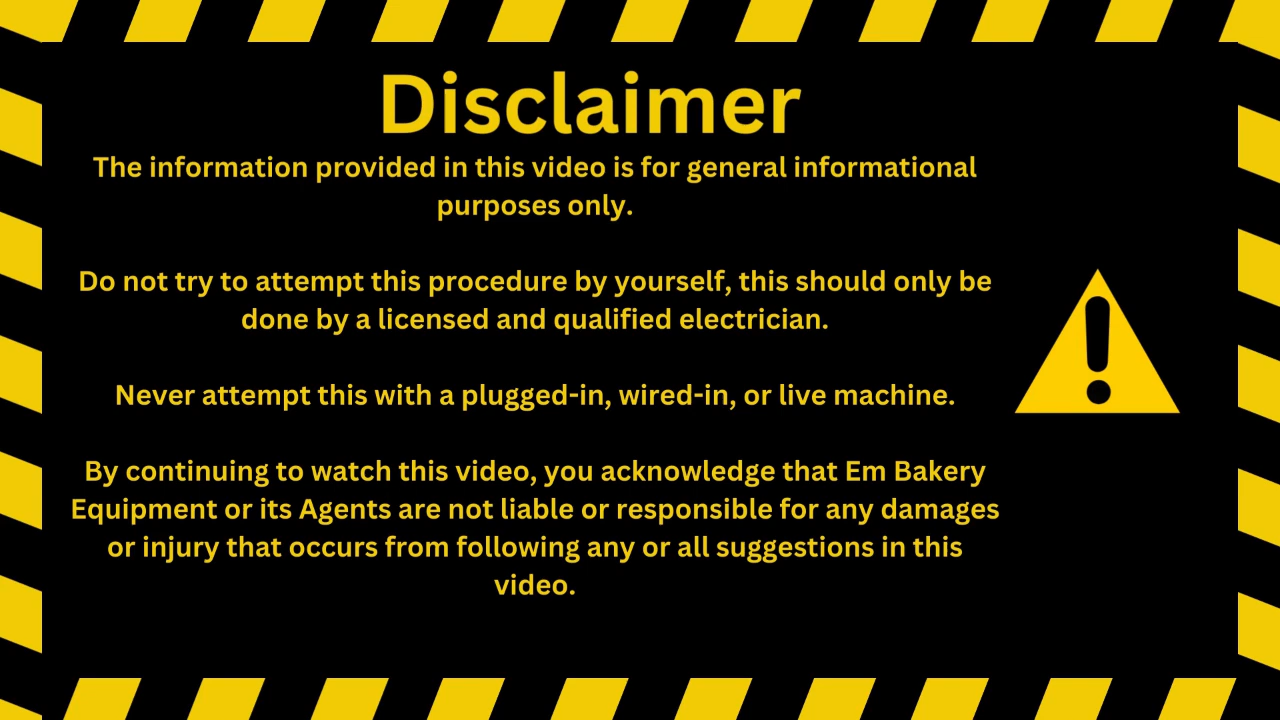 Disclaimer
The information provided in this video is for general informational
purposes only.
Do not try to attempt this procedure by yourself, this should only be
done by a licensed and qualified electrician.
Never attempt this with a plugged-in, wired-in, or live machine.
By continuing to watch this video, you acknowledge that Em Bakery
Equipment or its Agents are not liable or responsible for any damages
or injury that occurs from following any or all suggestions in this
video.